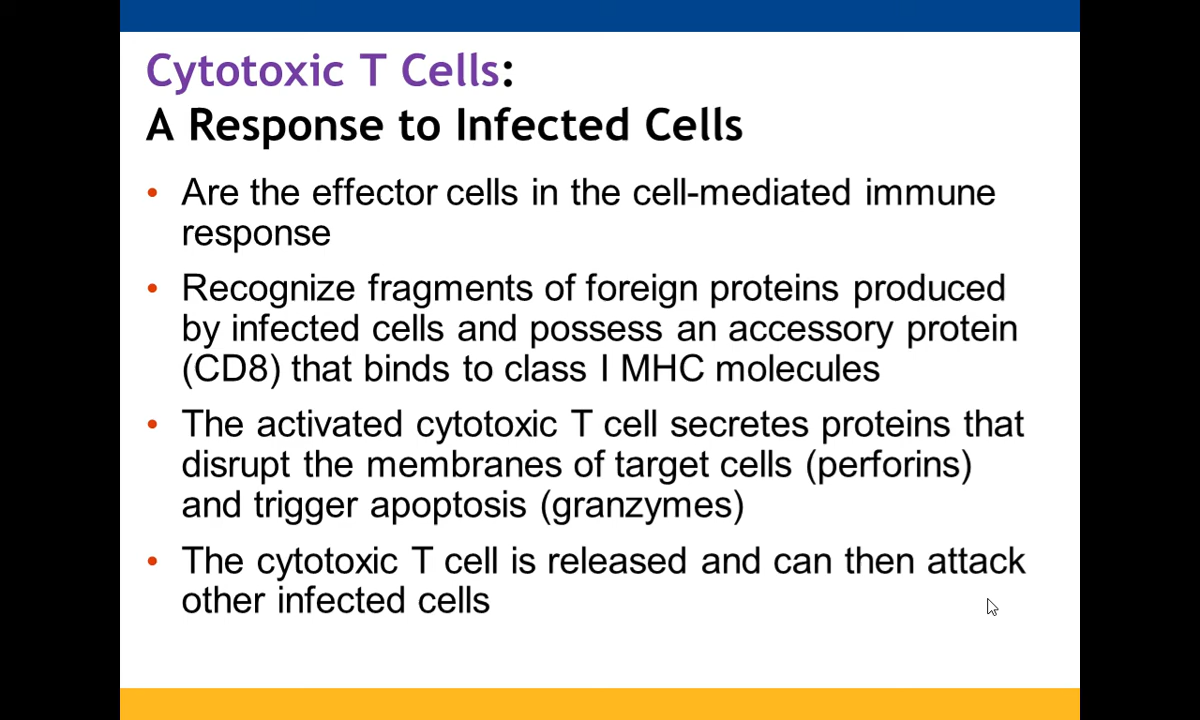 Cytotoxic T Cells:
A Response to Infected Cells
• Are the effector cells in the cell-mediated immune
response
• Recognize fragments of foreign proteins produced
by infected cells and possess an accessory protein
(CD8) that binds to class I MHC molecules
• The activated cytotoxic T cell secretes proteins that
disrupt the membranes of target cells (perforins)
and trigger apoptosis (granzymes)
• The cytotoxic T cell is released and can then attack
other infected cells